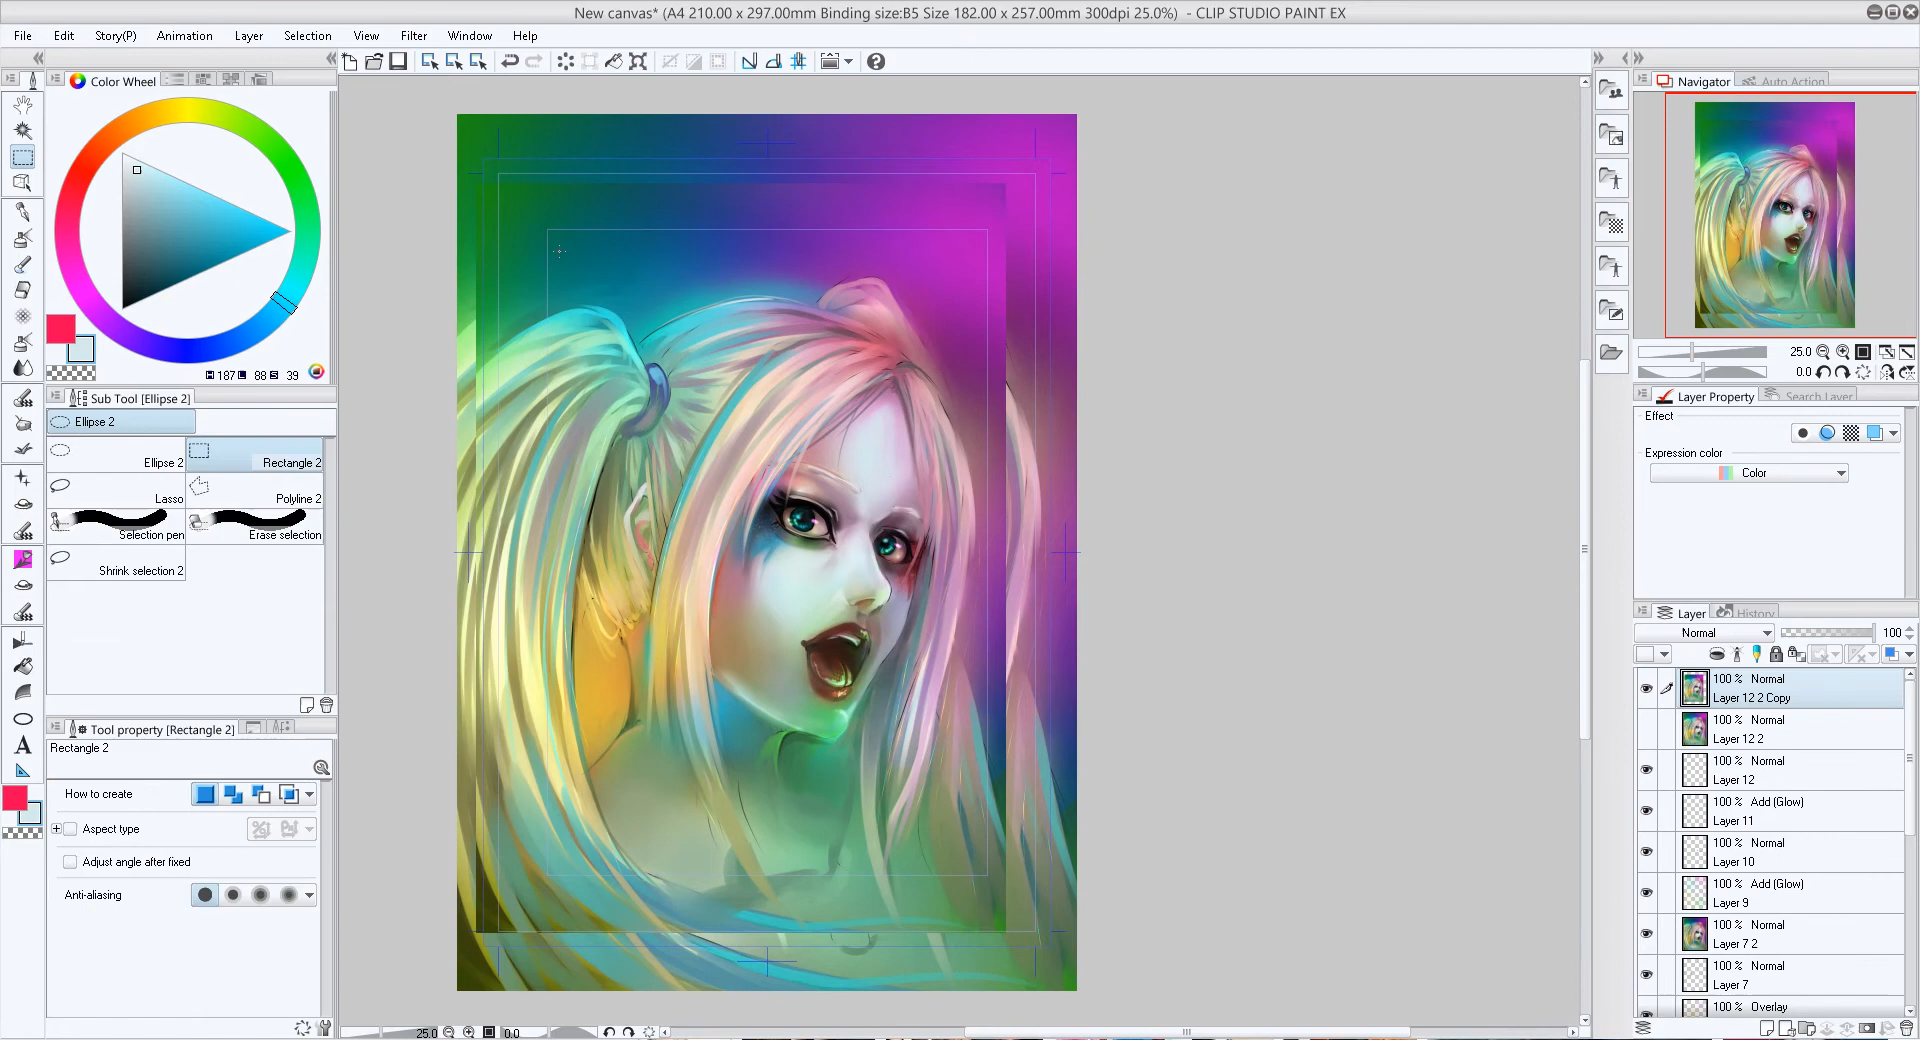 New canvas* (A4 210.00 x 297.00mm Binding size:B5 Size 182.00 x 257.00mm 300dpi 25.0%) - CLIP STUDIO PAINT EX
File Edit Story(P) Animation Layer Selection View Filter Window Help
Color Wheel
H 187 L 88 S 39
Sub Tool [Ellipse 2]
Ellipse 2
Ellipse 2 Rectangle 2
Lasso Polyline 2
Selection pen Erase selection
Shrink selection 2
Tool property [Rectangle 2]
Rectangle 2
How to create
Aspect type
Adjust angle after fixed
Anti-aliasing
A
25.0 0.0
Navigator Auto Action
25.0
0.0
Layer Property Search Layer
Effect
Expression color
Color
Layer History
Normal 100
100 % Normal
Layer 12 2 Copy
100 % Normal
Layer 12 2
100 % Normal
Layer 12
100 % Add (Glow)
Layer 11
100 % Normal
Layer 10
100 % Add (Glow)
Layer 9
100 % Normal
Layer 7 2
100 % Normal
Layer 7
100 % Overlay